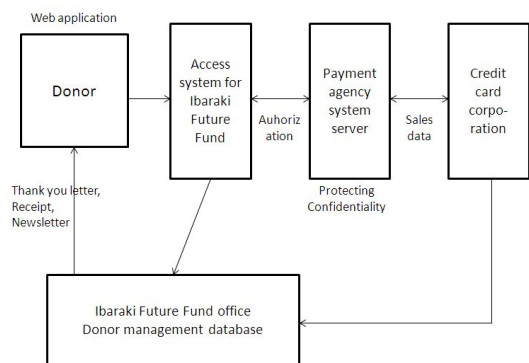 Web application
Donor
Access
system for
Ibaraki
Future
Fund
Auhoriz
ation
Payment
agency
system
server
Protecting
Confidentiality
Sales
data
Credit
card
corpo-
ration
Thank you letter,
Receipt,
Newsletter
Ibaraki Future Fund office
Donor management database